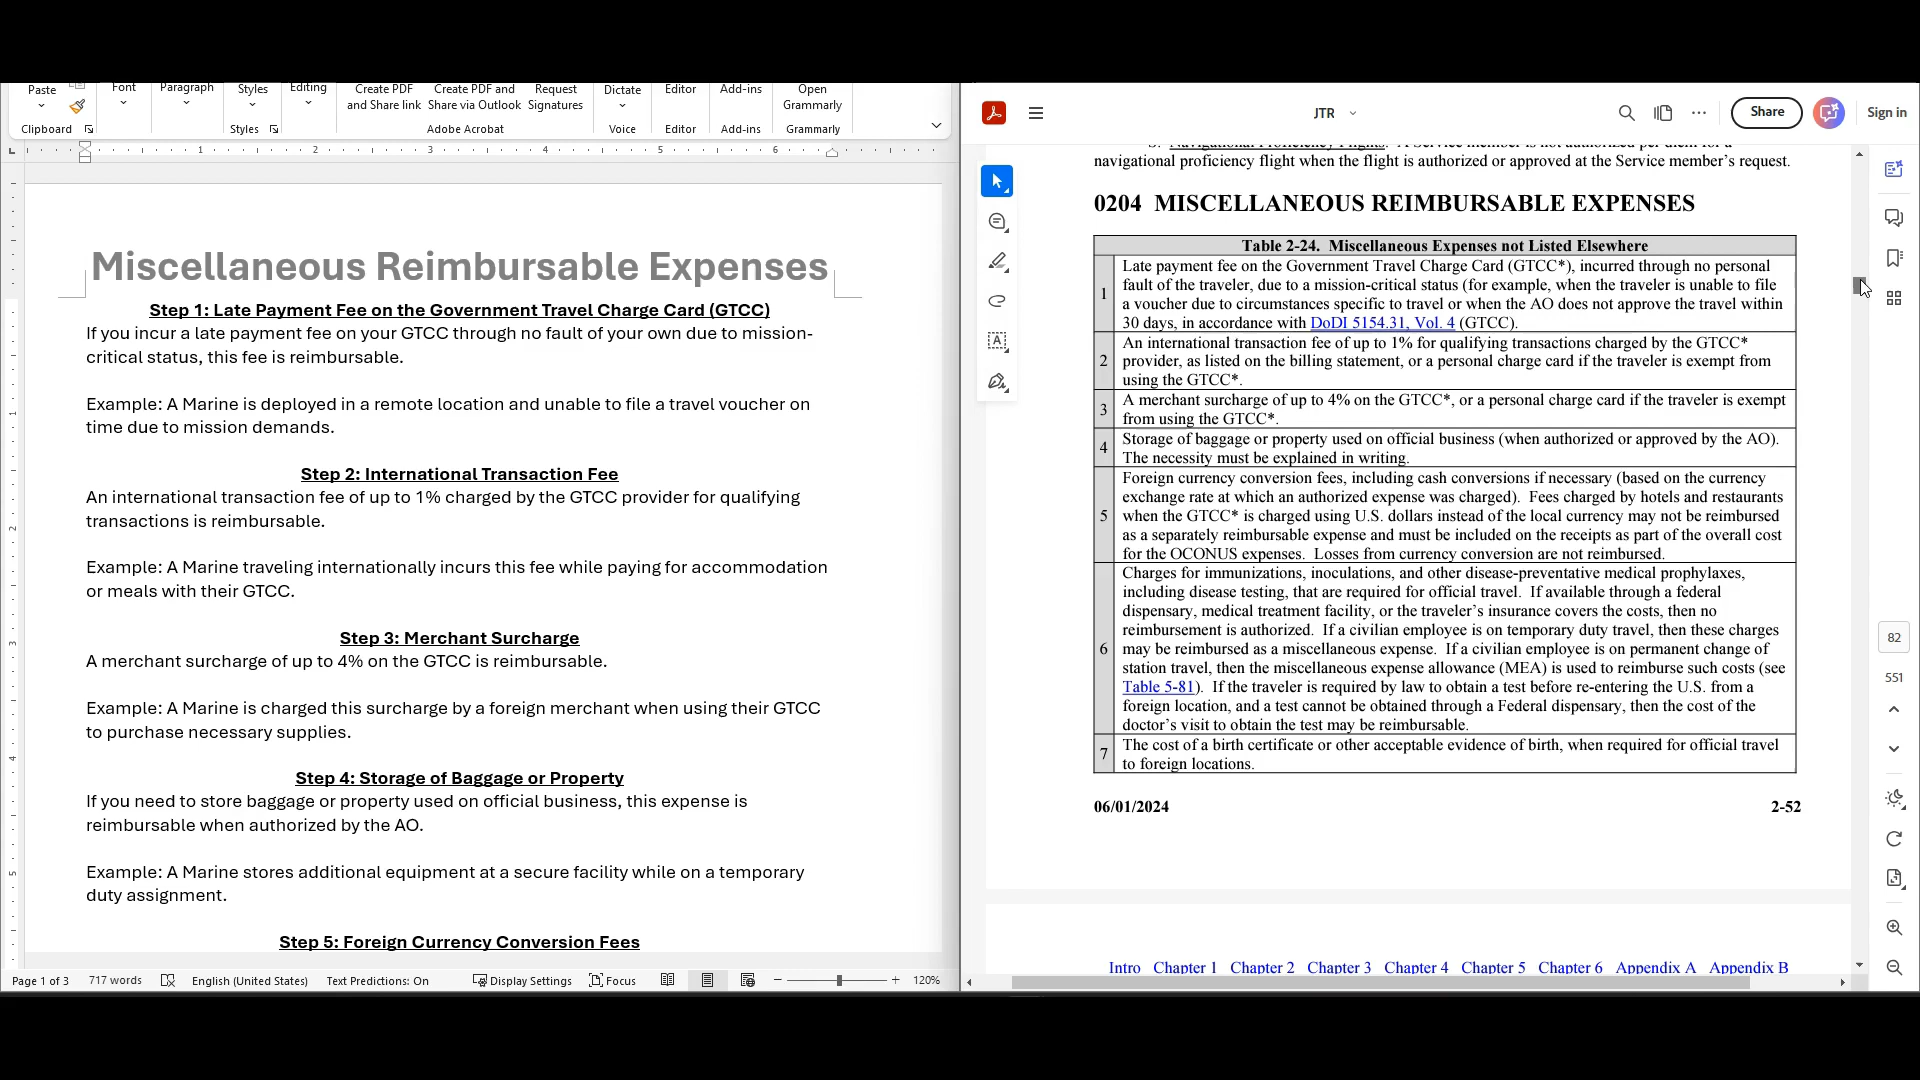 Paste
Font
Paragraph
Styles
Editing
Create PDF
and Share link
Create PDF and
Share via Outlook
Request
Signatures
Dictate
Editor
Add-ins
Open
Grammarly
Clipboard
Styles
Adobe Acrobat
Voice
Editor
Add-ins
Grammarly
1 2 3 4 5 6
Miscellaneous Reimbursable Expenses
Step 1: Late Payment Fee on the Government Travel Charge Card (GTCC)
If you incur a late payment fee on your GTCC through no fault of your own due to mission-
critical status, this fee is reimbursable.
Example: A Marine is deployed in a remote location and unable to file a travel voucher on
time due to mission demands.
Step 2: International Transaction Fee
An international transaction fee of up to 1% charged by the GTCC provider for qualifying
transactions is reimbursable.
Example: A Marine traveling internationally incurs this fee while paying for accommodation
or meals with their GTCC.
Step 3: Merchant Surcharge
A merchant surcharge of up to 4% on the GTCC is reimbursable.
Example: A Marine is charged this surcharge by a foreign merchant when using their GTCC
to purchase necessary supplies.
Step 4: Storage of Baggage or Property
If you need to store baggage or property used on official business, this expense is
reimbursable when authorized by the AO.
Example: A Marine stores additional equipment at a secure facility while on a temporary
duty assignment.
Step 5: Foreign Currency Conversion Fees
Page 1 of 3 717 words English (United States) Text Predictions: On Display Settings Focus 120%
JTR
Share
Sign in
3. Navigational Proficiency Flights. A Service member is not authorized per diem for a
navigational proficiency flight when the flight is authorized or approved at the Service member's request.
0204 MISCELLANEOUS REIMBURSABLE EXPENSES
Table 2-24. Miscellaneous Expenses not Listed Elsewhere
1
Late payment fee on the Government Travel Charge Card (GTCC*), incurred through no personal
fault of the traveler, due to a mission-critical status (for example, when the traveler is unable to file
a voucher due to circumstances specific to travel or when the AO does not approve the travel within
30 days, in accordance with DoDI 5154.31, Vol. 4 (GTCC).
2
An international transaction fee of up to 1% for qualifying transactions charged by the GTCC*
provider, as listed on the billing statement, or a personal charge card if the traveler is exempt from
using the GTCC*.
3
A merchant surcharge of up to 4% on the GTCC*, or a personal charge card if the traveler is exempt
from using the GTCC*.
4
Storage of baggage or property used on official business (when authorized or approved by the AO).
The necessity must be explained in writing.
5
Foreign currency conversion fees, including cash conversions if necessary (based on the currency
exchange rate at which an authorized expense was charged). Fees charged by hotels and restaurants
when the GTCC* is charged using U.S. dollars instead of the local currency may not be reimbursed
as a separately reimbursable expense and must be included on the receipts as part of the overall cost
for the OCONUS expenses. Losses from currency conversion are not reimbursed.
6
Charges for immunizations, inoculations, and other disease-preventative medical prophylaxes,
including disease testing, that are required for official travel. If available through a federal
dispensary, medical treatment facility, or the traveler's insurance covers the costs, then no
reimbursement is authorized. If a civilian employee is on temporary duty travel, then these charges
may be reimbursed as a miscellaneous expense. If a civilian employee is on permanent change of
station travel, then the miscellaneous expense allowance (MEA) is used to reimburse such costs (see
Table 5-81). If the traveler is required by law to obtain a test before re-entering the U.S. from a
foreign location, and a test cannot be obtained through a Federal dispensary, then the cost of the
doctor's visit to obtain the test may be reimbursable.
7
The cost of a birth certificate or other acceptable evidence of birth, when required for official travel
to foreign locations.
06/01/2024 2-52
Intro Chapter 1 Chapter 2 Chapter 3 Chapter 4 Chapter 5 Chapter 6 Appendix A Appendix B
82
551